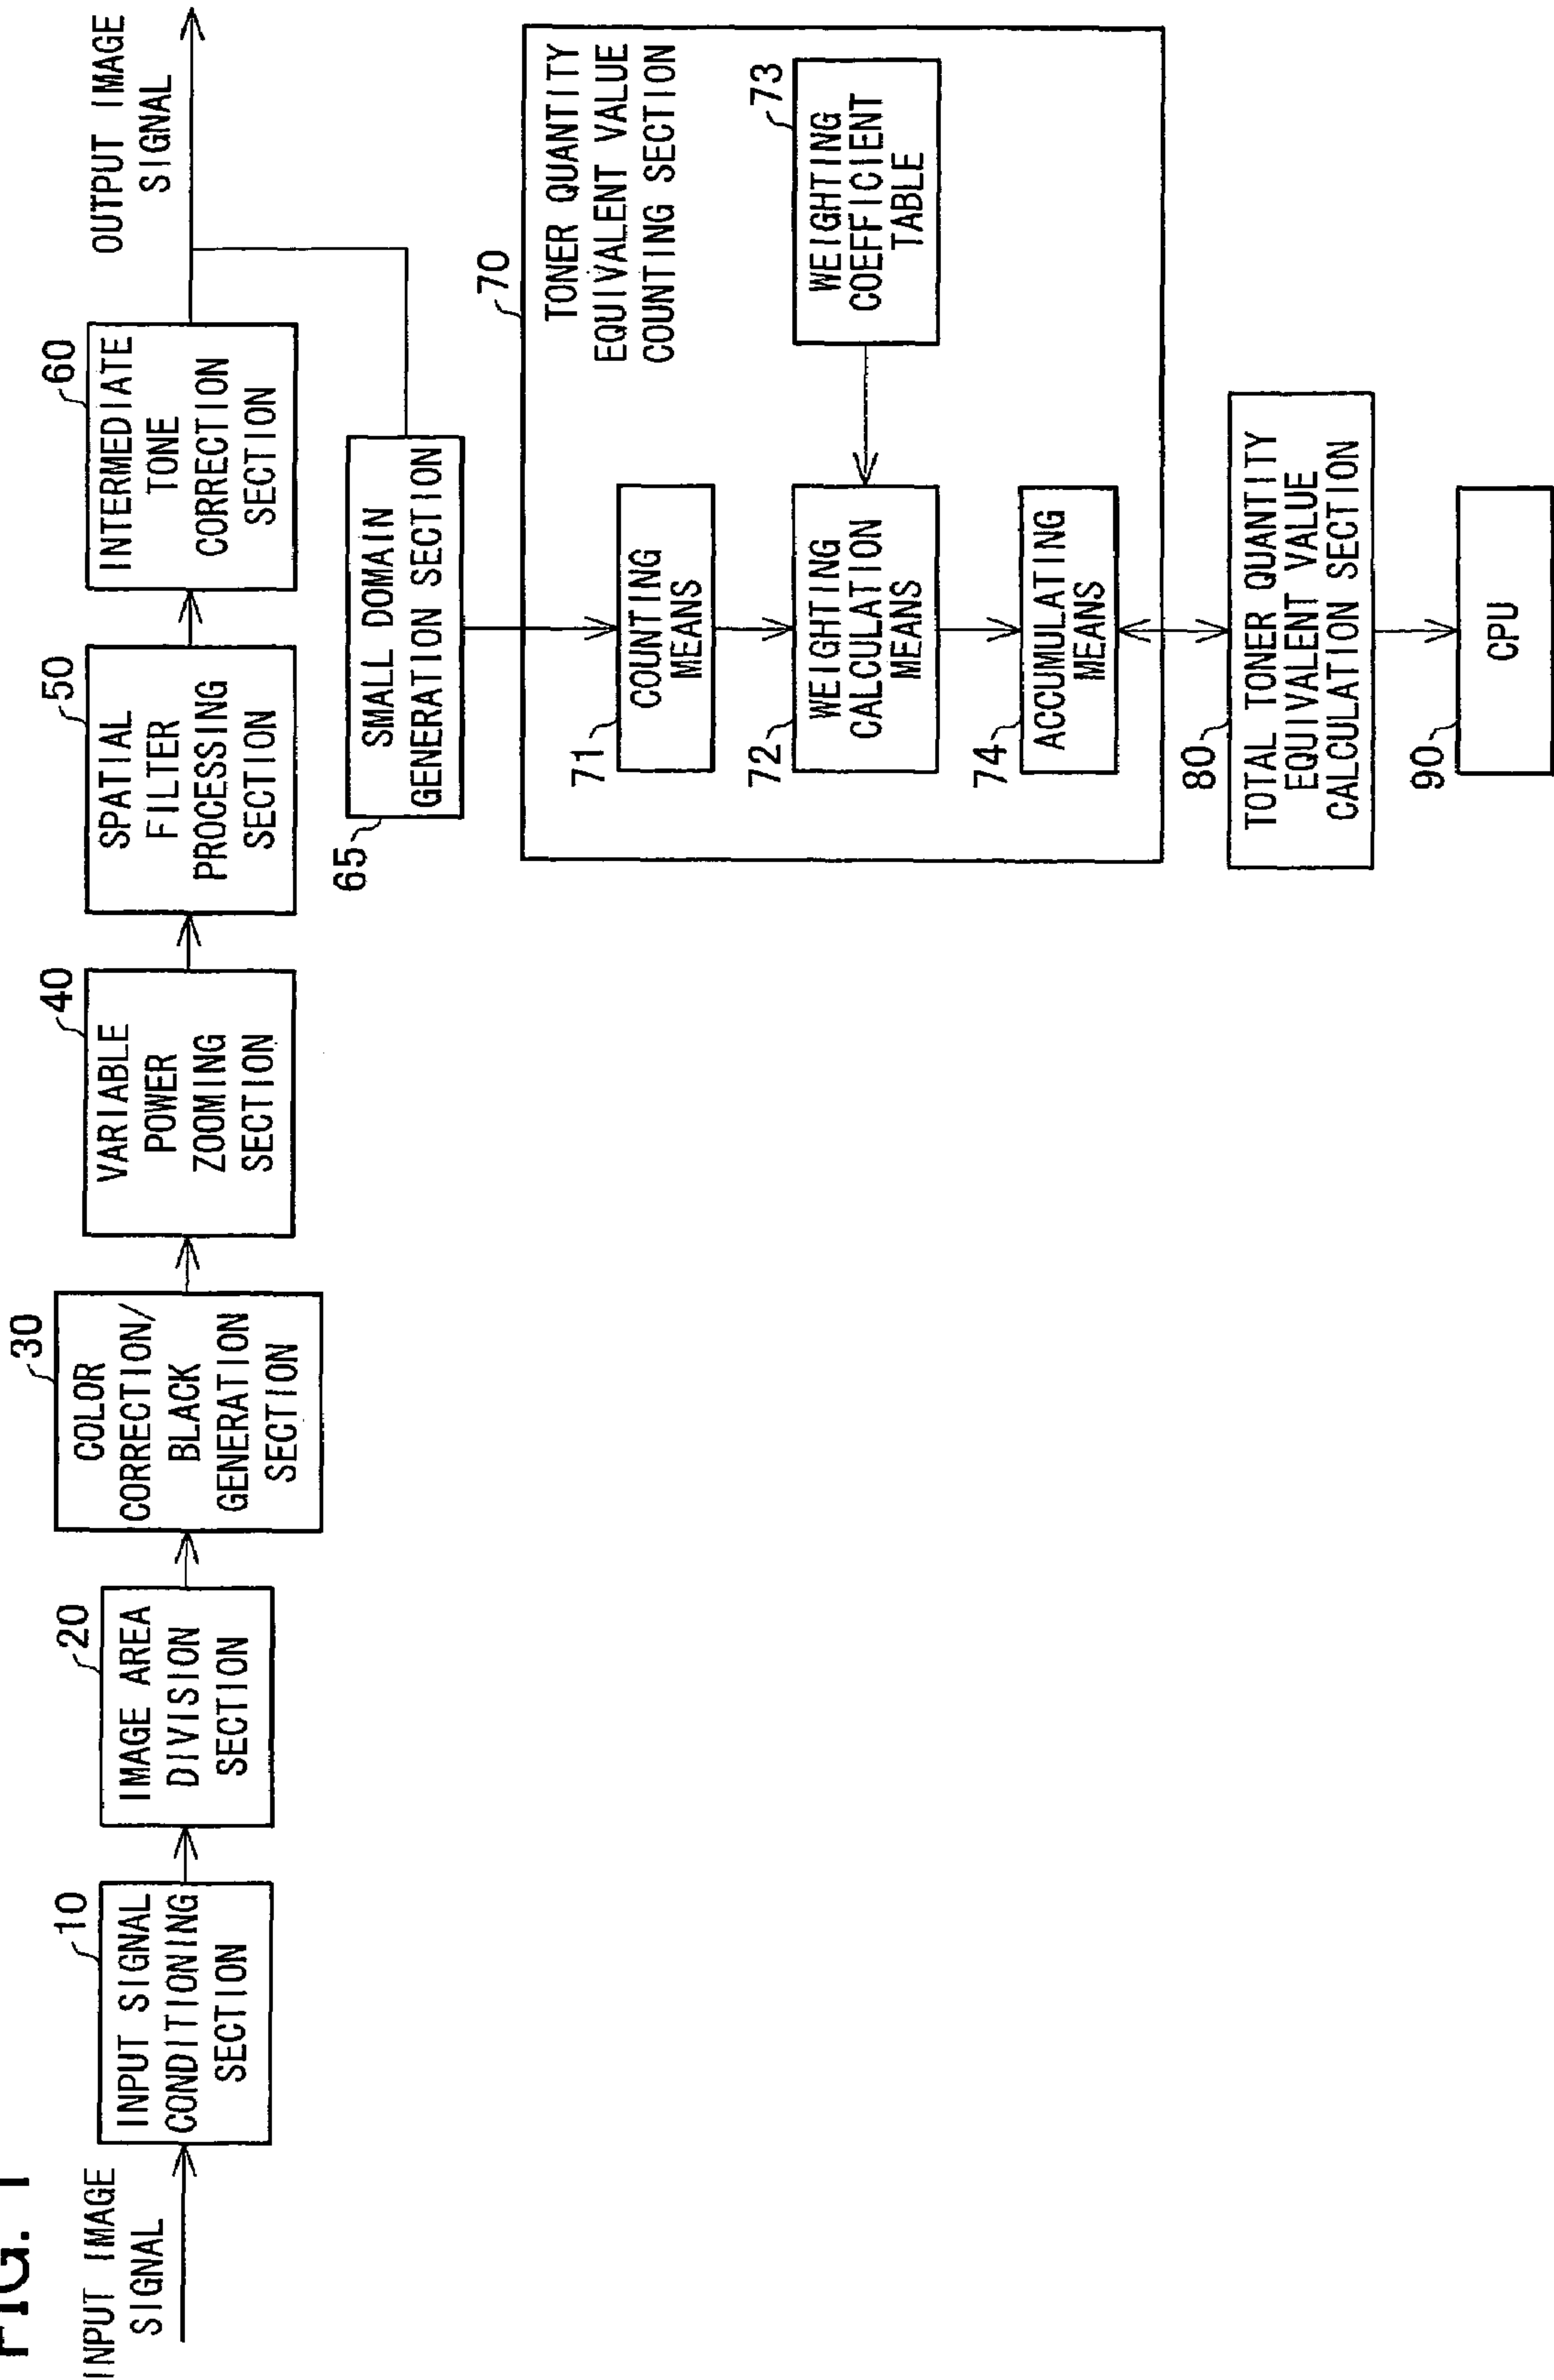 FIG. 1
INPUT IMAGE
SIGNAL
10
INPUT SIGNAL
CONDITIONING
SECTION
20
IMAGE AREA
DIVISION
SECTION
30
COLOR
CORRECTION/
BLACK
GENERATION
SECTION
40
VARIABLE
POWER
ZOOMING
SECTION
50
SPATIAL
FILTER
PROCESSING
SECTION
60
INTERMEDIATE
TONE
CORRECTION
SECTION
OUTPUT IMAGE
SIGNAL
65
SMALL DOMAIN
GENERATION SECTION
70
TONER QUANTITY
EQUIVALENT VALUE
COUNTING SECTION
71
COUNTING
MEANS
72
WEIGHTING
CALCULATION
MEANS
73
WEIGHTING
COEFFICIENT
TABLE
74
ACCUMULATING
MEANS
80
TOTAL TONER QUANTITY
EQUIVALENT VALUE
CALCULATION SECTION
90
CPU